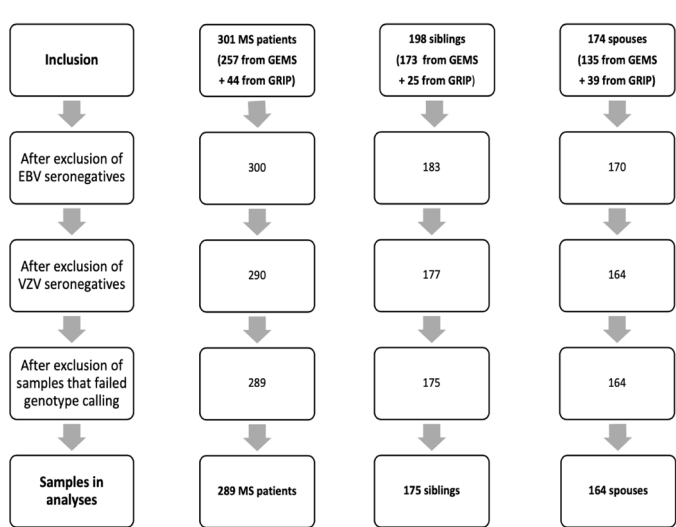 Inclusion
301 MS patients
(257 from GEMS
+ 44 from GRIP)
198 siblings
(173 from GEMS
+ 25 from GRIP)
174 spouses
(135 from GEMS
+ 39 from GRIP)
After exclusion of
EBV seronegatives
300
183
170
After exclusion of
VZV seronegatives
290
177
164
After exclusion of
samples that failed
genotype calling
289
175
164
Samples in
analyses
289 MS patients
175 siblings
164 spouses